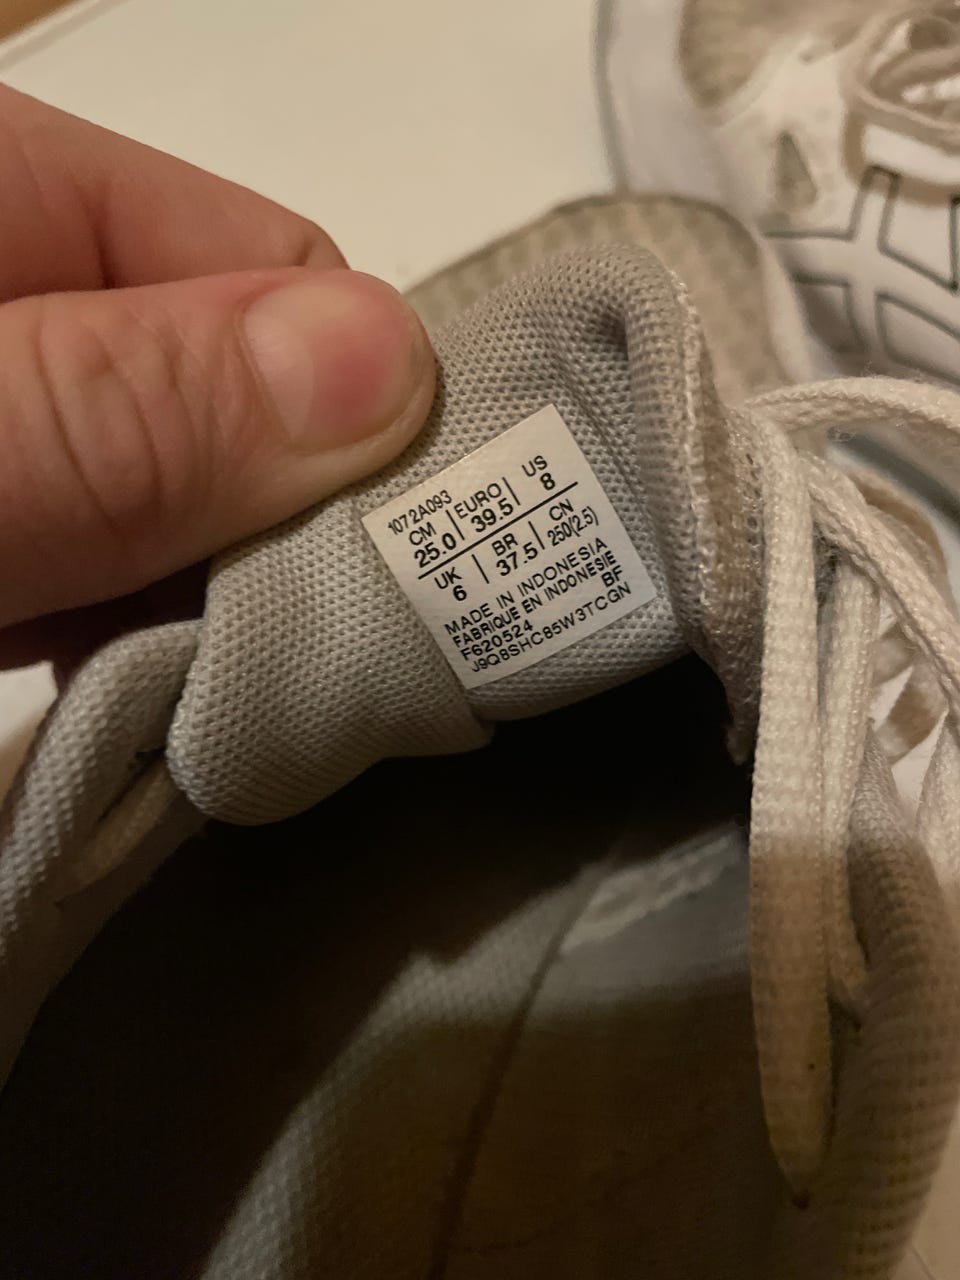 1072A093
CM EURO US
25.0 39.5 8
UK BR CN
6 37.5 250(2.5)
MADE IN INDONESIA
FABRIQUE EN INDONESIE
F620524 BF
J9Q8SHC85W3TCGN